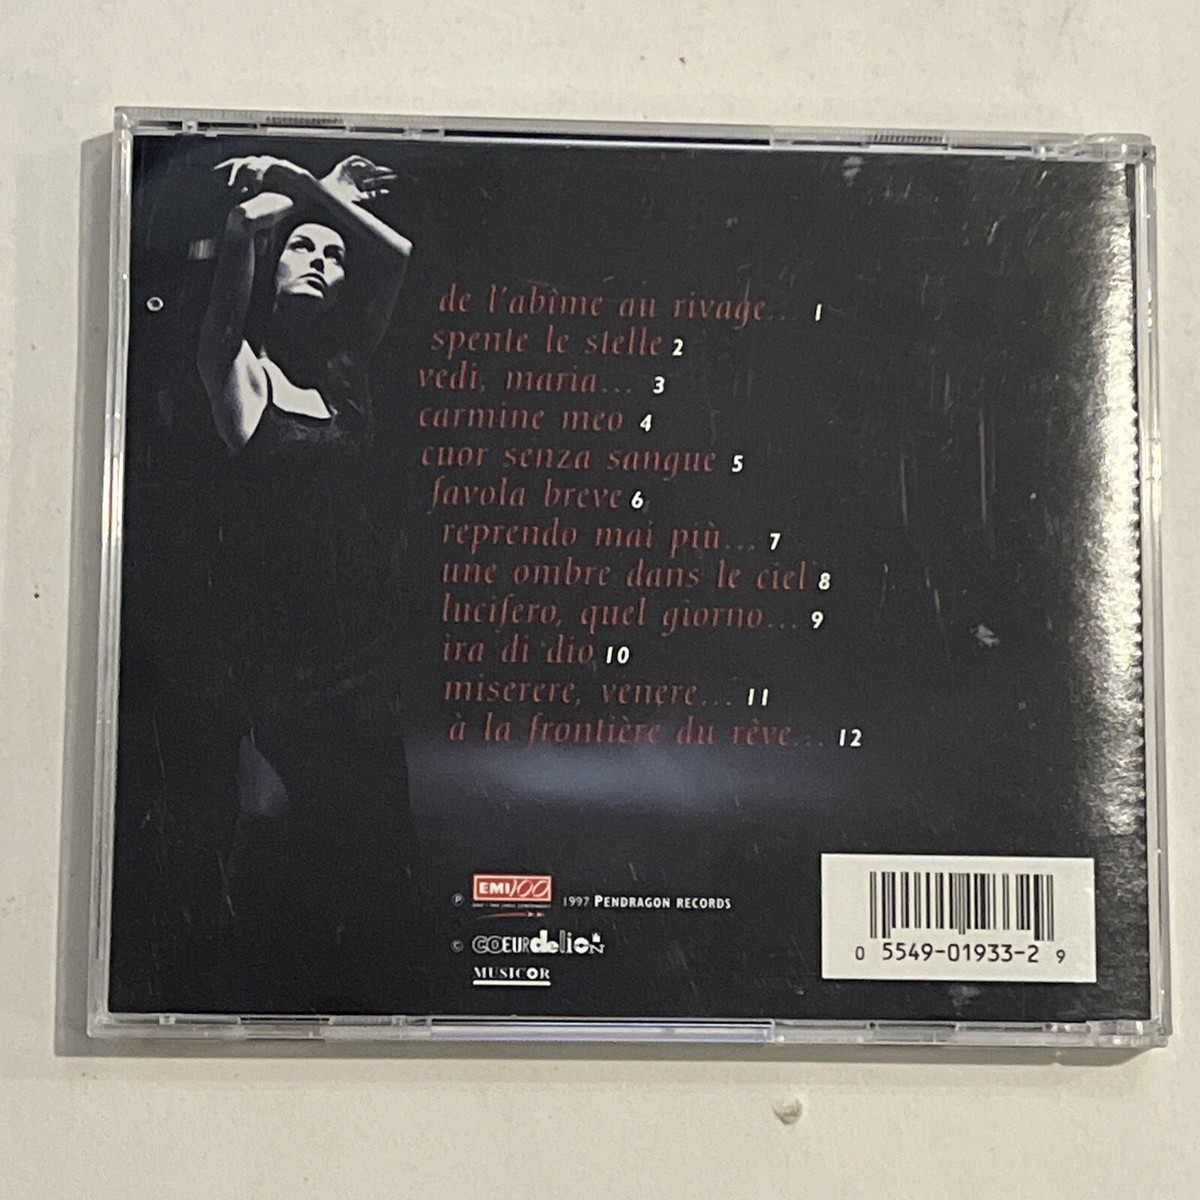 de l'abîme au rivage... 1
spente le stelle 2
vedi, maria... 3
carmine meo 4
cuor senza sangue 5
favola breve 6
reprendo mai più... 7
une ombre dans le ciel 8
lucifero, quel giorno... 9
ira di dio 10
miserere, venere... 11
à la frontière du rêve... 12
℗ EMI 100 1997 PENDRAGON RECORDS
© COEUR de lion
MUSICOR
0 5549-01933-2 9